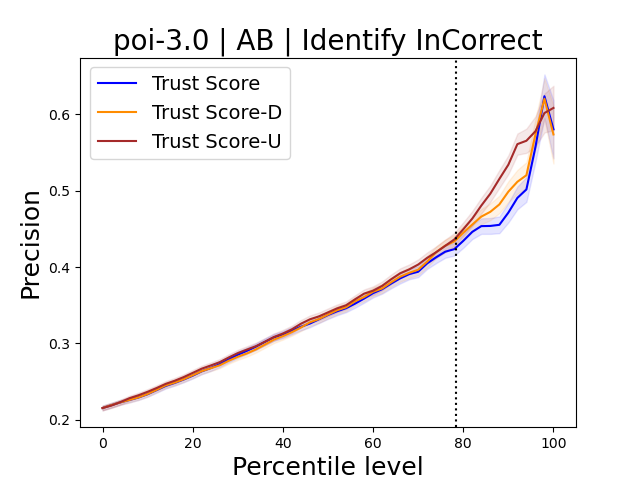 poi-3.0 | AB | Identify InCorrect
Trust Score
Trust Score-D
Trust Score-U
Precision
0.6
0.5
0.4
0.3
0.2
0 20 40 60 80 100
Percentile level